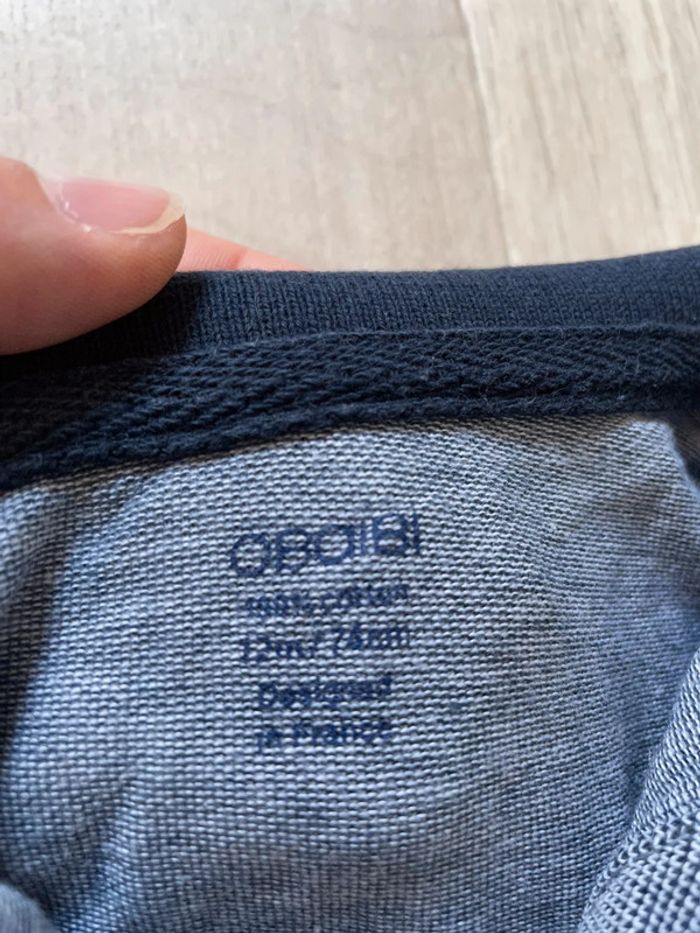 OBAIBI
100% cotton
12m/74cm
Designed
in France